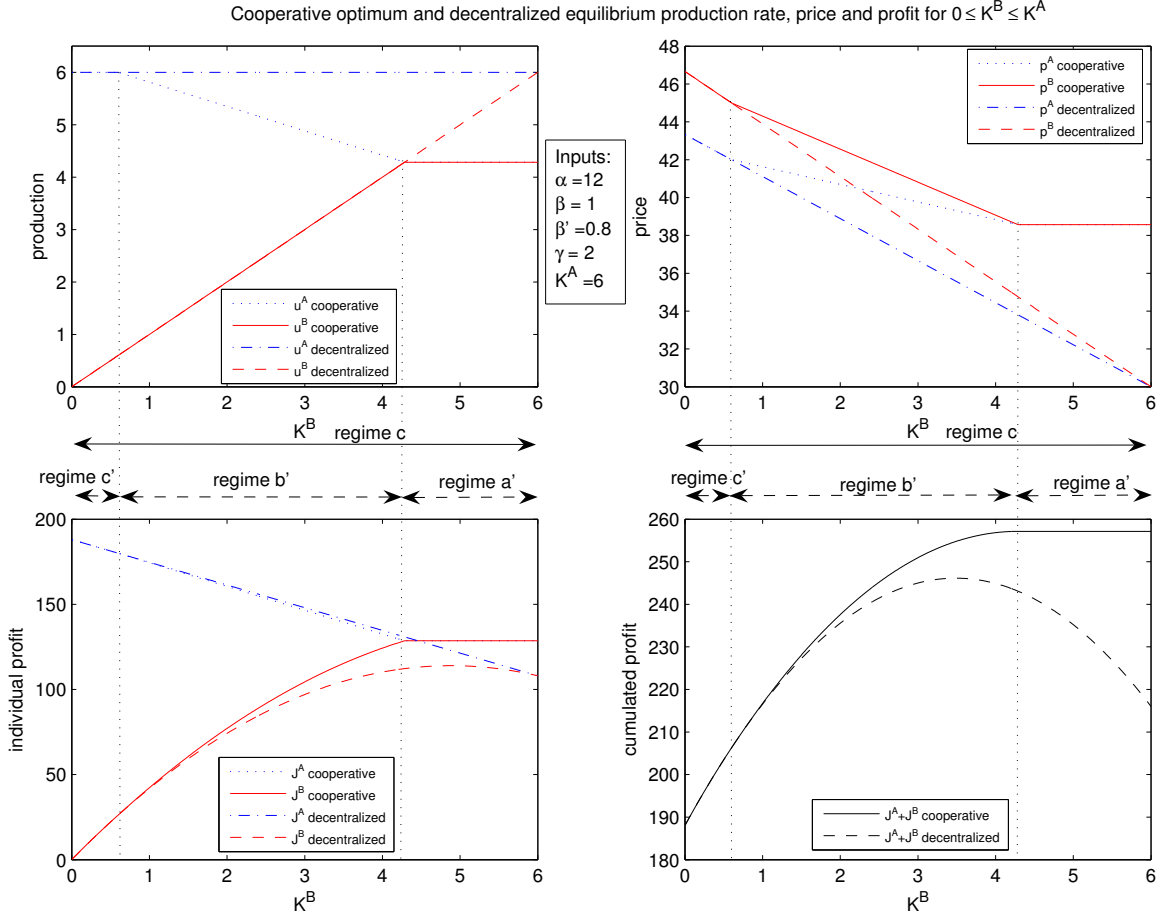 Cooperative optimum and decentralized equilibrium production rate, price and profit for 0 ≤ K^B ≤ K^A
6
5
4
3
2
1
0
production
u^A cooperative
u^B cooperative
u^A decentralized
u^B decentralized
0 1 2 3 4 5 6
K^B
Inputs:
α =12
β = 1
β' =0.8
γ = 2
K^A =6
48
46
44
42
40
38
36
34
32
30
price
p^A cooperative
p^B cooperative
p^A decentralized
p^B decentralized
0 1 2 3 4 5 6
K^B
regime c
regime c
regime c' regime b' regime a'
regime c' regime b' regime a'
200
150
100
50
0
individual profit
J^A cooperative
J^B cooperative
J^A decentralized
J^B decentralized
0 1 2 3 4 5 6
K^B
260
250
240
230
220
210
200
190
180
cumulated profit
J^A+J^B cooperative
J^A+J^B decentralized
0 1 2 3 4 5 6
K^B